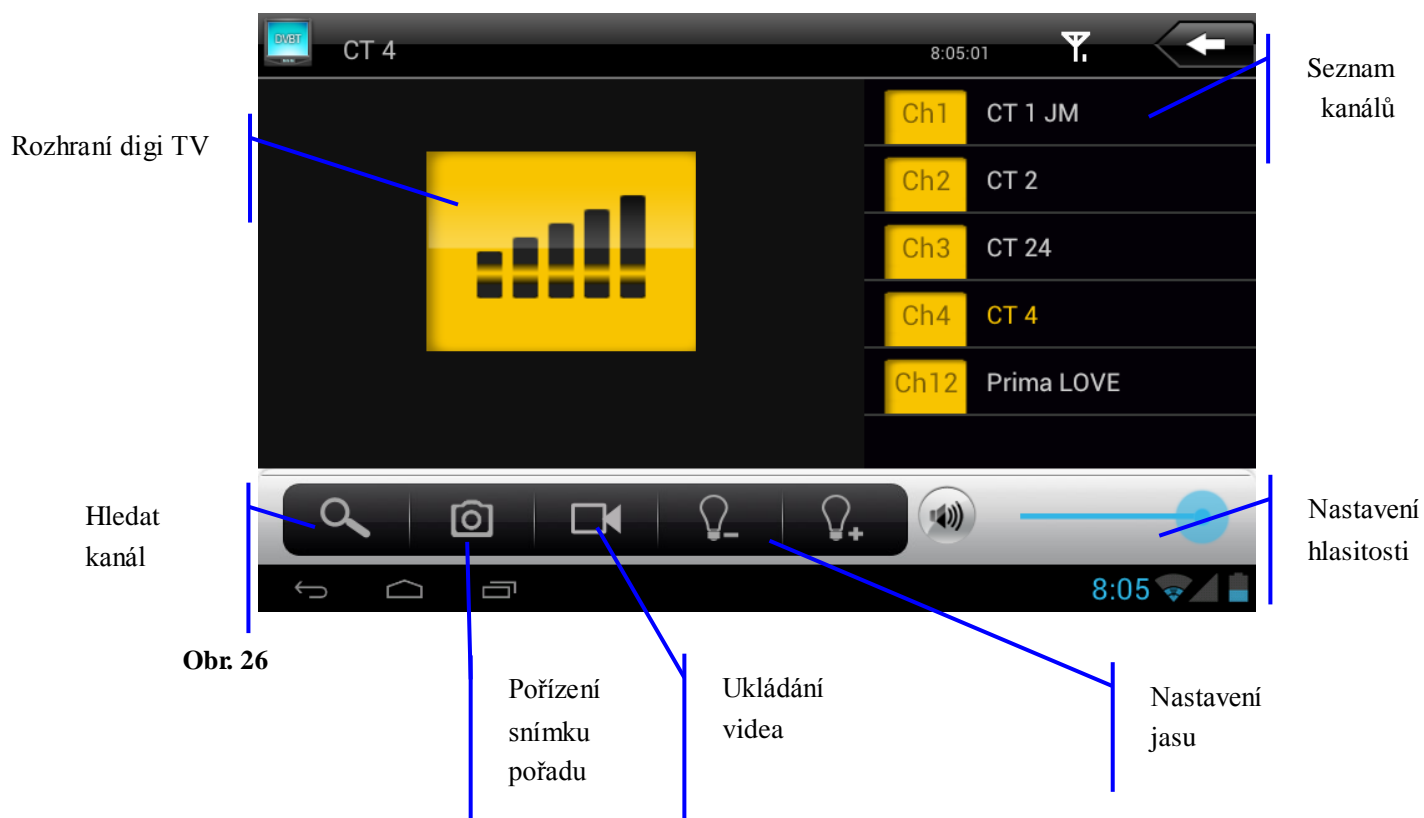 DVBT
CT 4
8:05:01
Seznam
kanálů
Rozhraní digi TV
Ch1 CT 1 JM
Ch2 CT 2
Ch3 CT 24
Ch4 CT 4
Ch12 Prima LOVE
Hledat
kanál
Nastavení
hlasitosti
8:05
Obr. 26
Pořízení
snímku
pořadu
Ukládání
videa
Nastavení
jasu